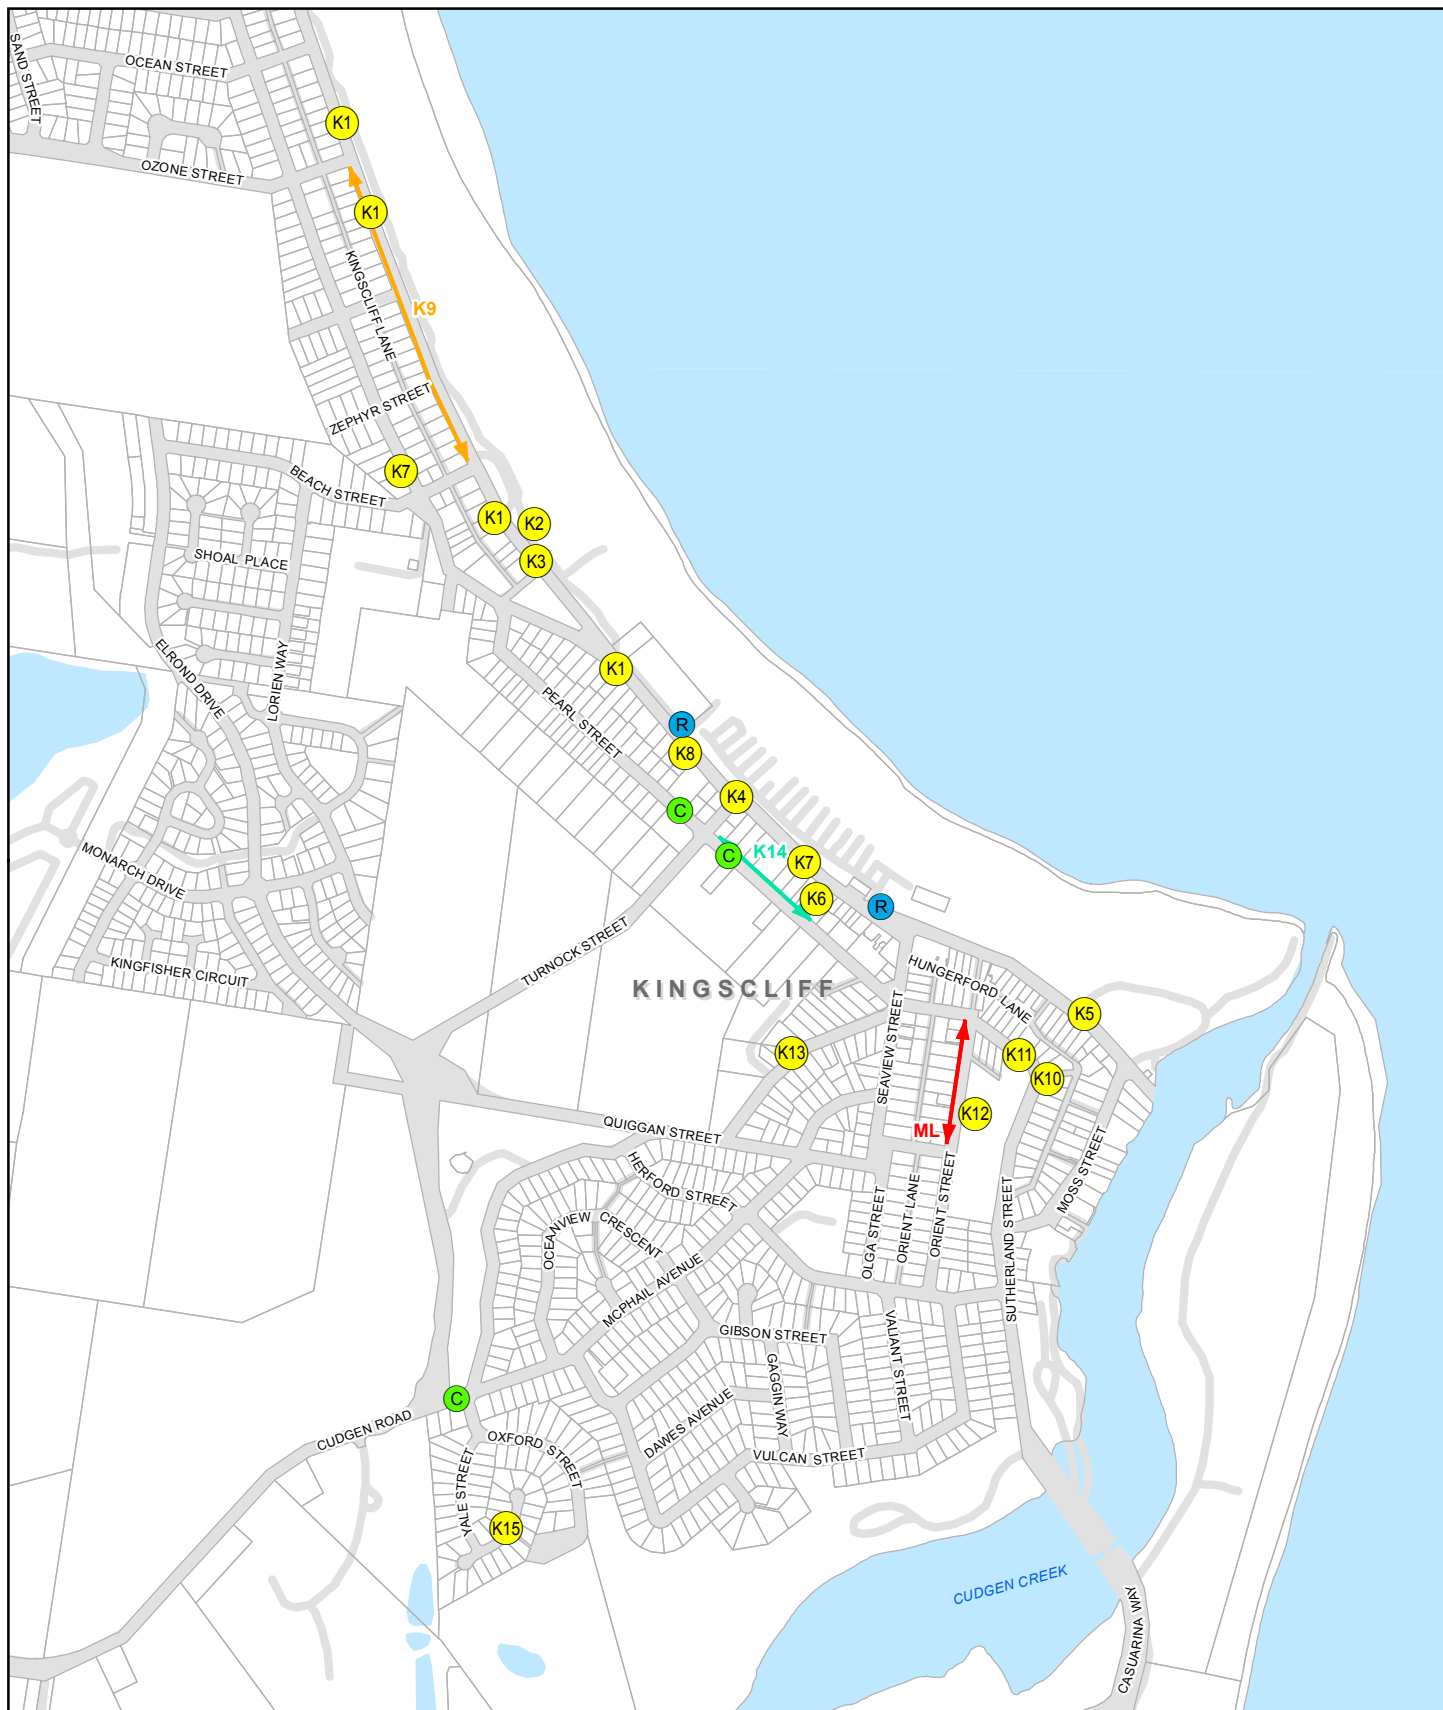 SAND STREET
OCEAN STREET
K1
OZONE STREET
K1
KINGSCLIFF LANE
K9
ZEPHYR STREET
K7
BEACH STREET
K1
K2
K3
SHOAL PLACE
ELROND DRIVE
LORIEN WAY
K1
PEARL STREET
R
K8
K4
C
C
K14
K7
K6
R
MONARCH DRIVE
TURNOCK STREET
KINGFISHER CIRCUIT
KINGSCLIFF
HUNGERFORD LANE
K5
SEAVIEW STREET
K13
K11
K10
K12
ML
QUIGGAN STREET
HERFORD STREET
MOSS STREET
OCEANVIEW CRESCENT
OLGA STREET
ORIENT LANE
ORIENT STREET
SUTHERLAND STREET
MCPHAIL AVENUE
GIBSON STREET
VALIANT STREET
GAGGIN WAY
C
CUDGEN ROAD
DAWES AVENUE
OXFORD STREET
VULCAN STREET
YALE STREET
K15
CUDGEN CREEK
CASUARINA WAY